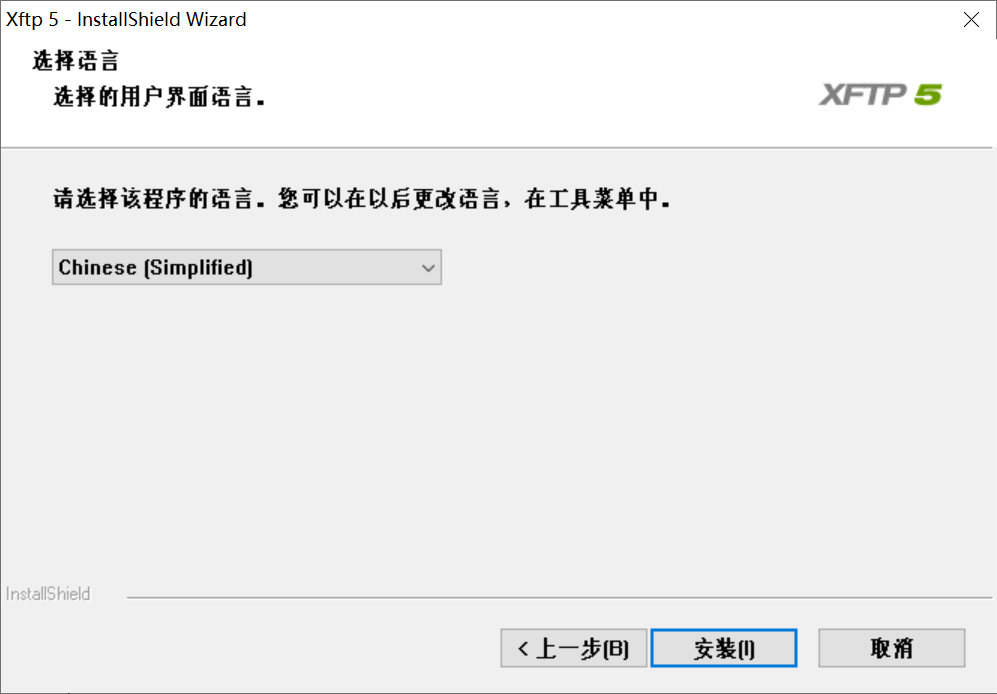 Xftp 5 - InstallShield Wizard
选择语言
选择的用户界面语言。
XFTP 5
请选择该程序的语言。您可以在以后更改语言，在工具菜单中。
Chinese (Simplified)
InstallShield
< 上一步(B)
安装(I)
取消